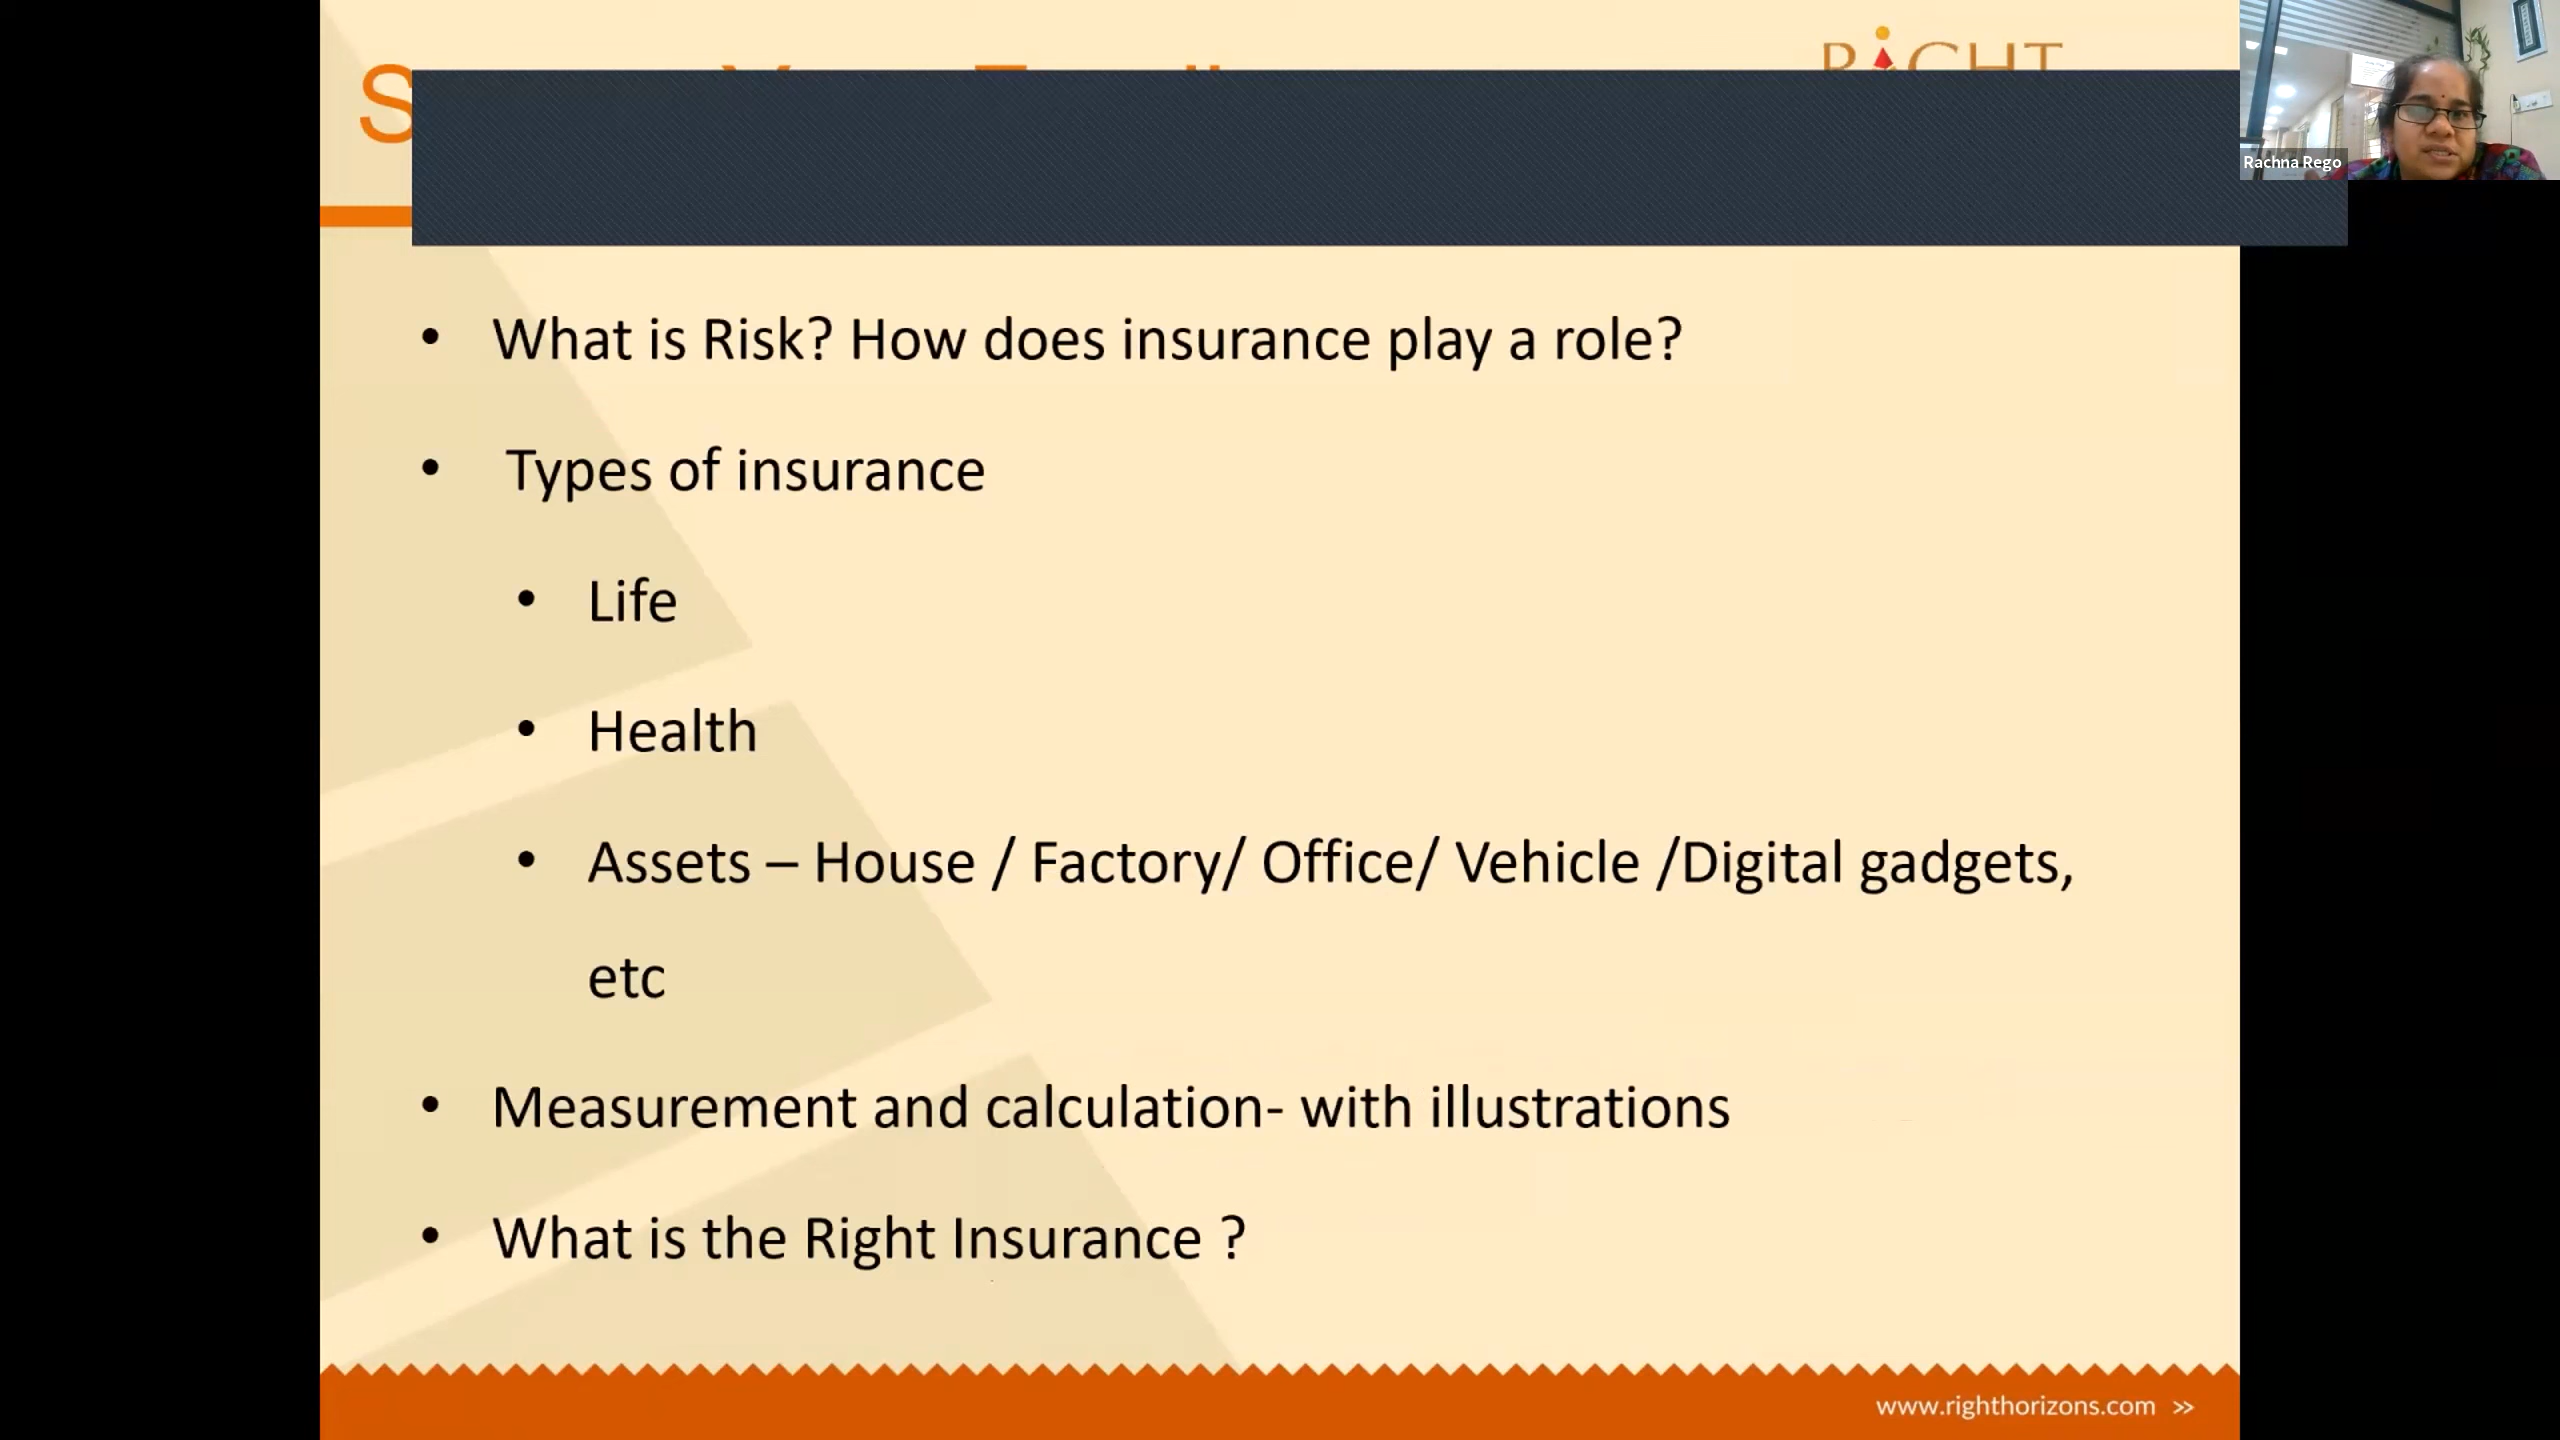 RIGHT
Rachna Rego
• What is Risk? How does insurance play a role?
• Types of insurance
• Life
• Health
• Assets – House / Factory/ Office/ Vehicle /Digital gadgets,
etc
• Measurement and calculation- with illustrations
• What is the Right Insurance ?
www.righthorizons.com >>